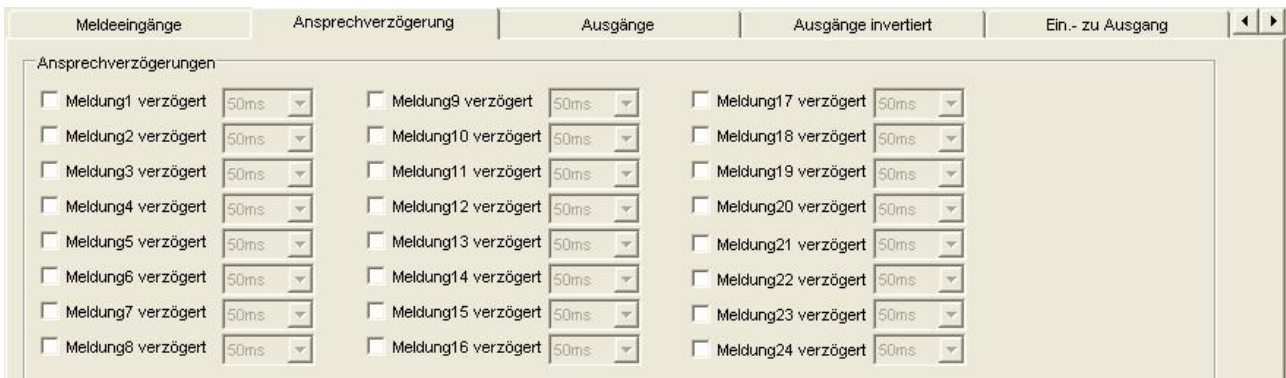 Meldeeingänge Ansprechverzögerung Ausgänge Ausgänge invertiert Ein.- zu Ausgang
Ansprechverzögerungen
Meldung1 verzögert 50ms Meldung9 verzögert 50ms Meldung17 verzögert 50ms
Meldung2 verzögert 50ms Meldung10 verzögert 50ms Meldung18 verzögert 50ms
Meldung3 verzögert 50ms Meldung11 verzögert 50ms Meldung19 verzögert 50ms
Meldung4 verzögert 50ms Meldung12 verzögert 50ms Meldung20 verzögert 50ms
Meldung5 verzögert 50ms Meldung13 verzögert 50ms Meldung21 verzögert 50ms
Meldung6 verzögert 50ms Meldung14 verzögert 50ms Meldung22 verzögert 50ms
Meldung7 verzögert 50ms Meldung15 verzögert 50ms Meldung23 verzögert 50ms
Meldung8 verzögert 50ms Meldung16 verzögert 50ms Meldung24 verzögert 50ms